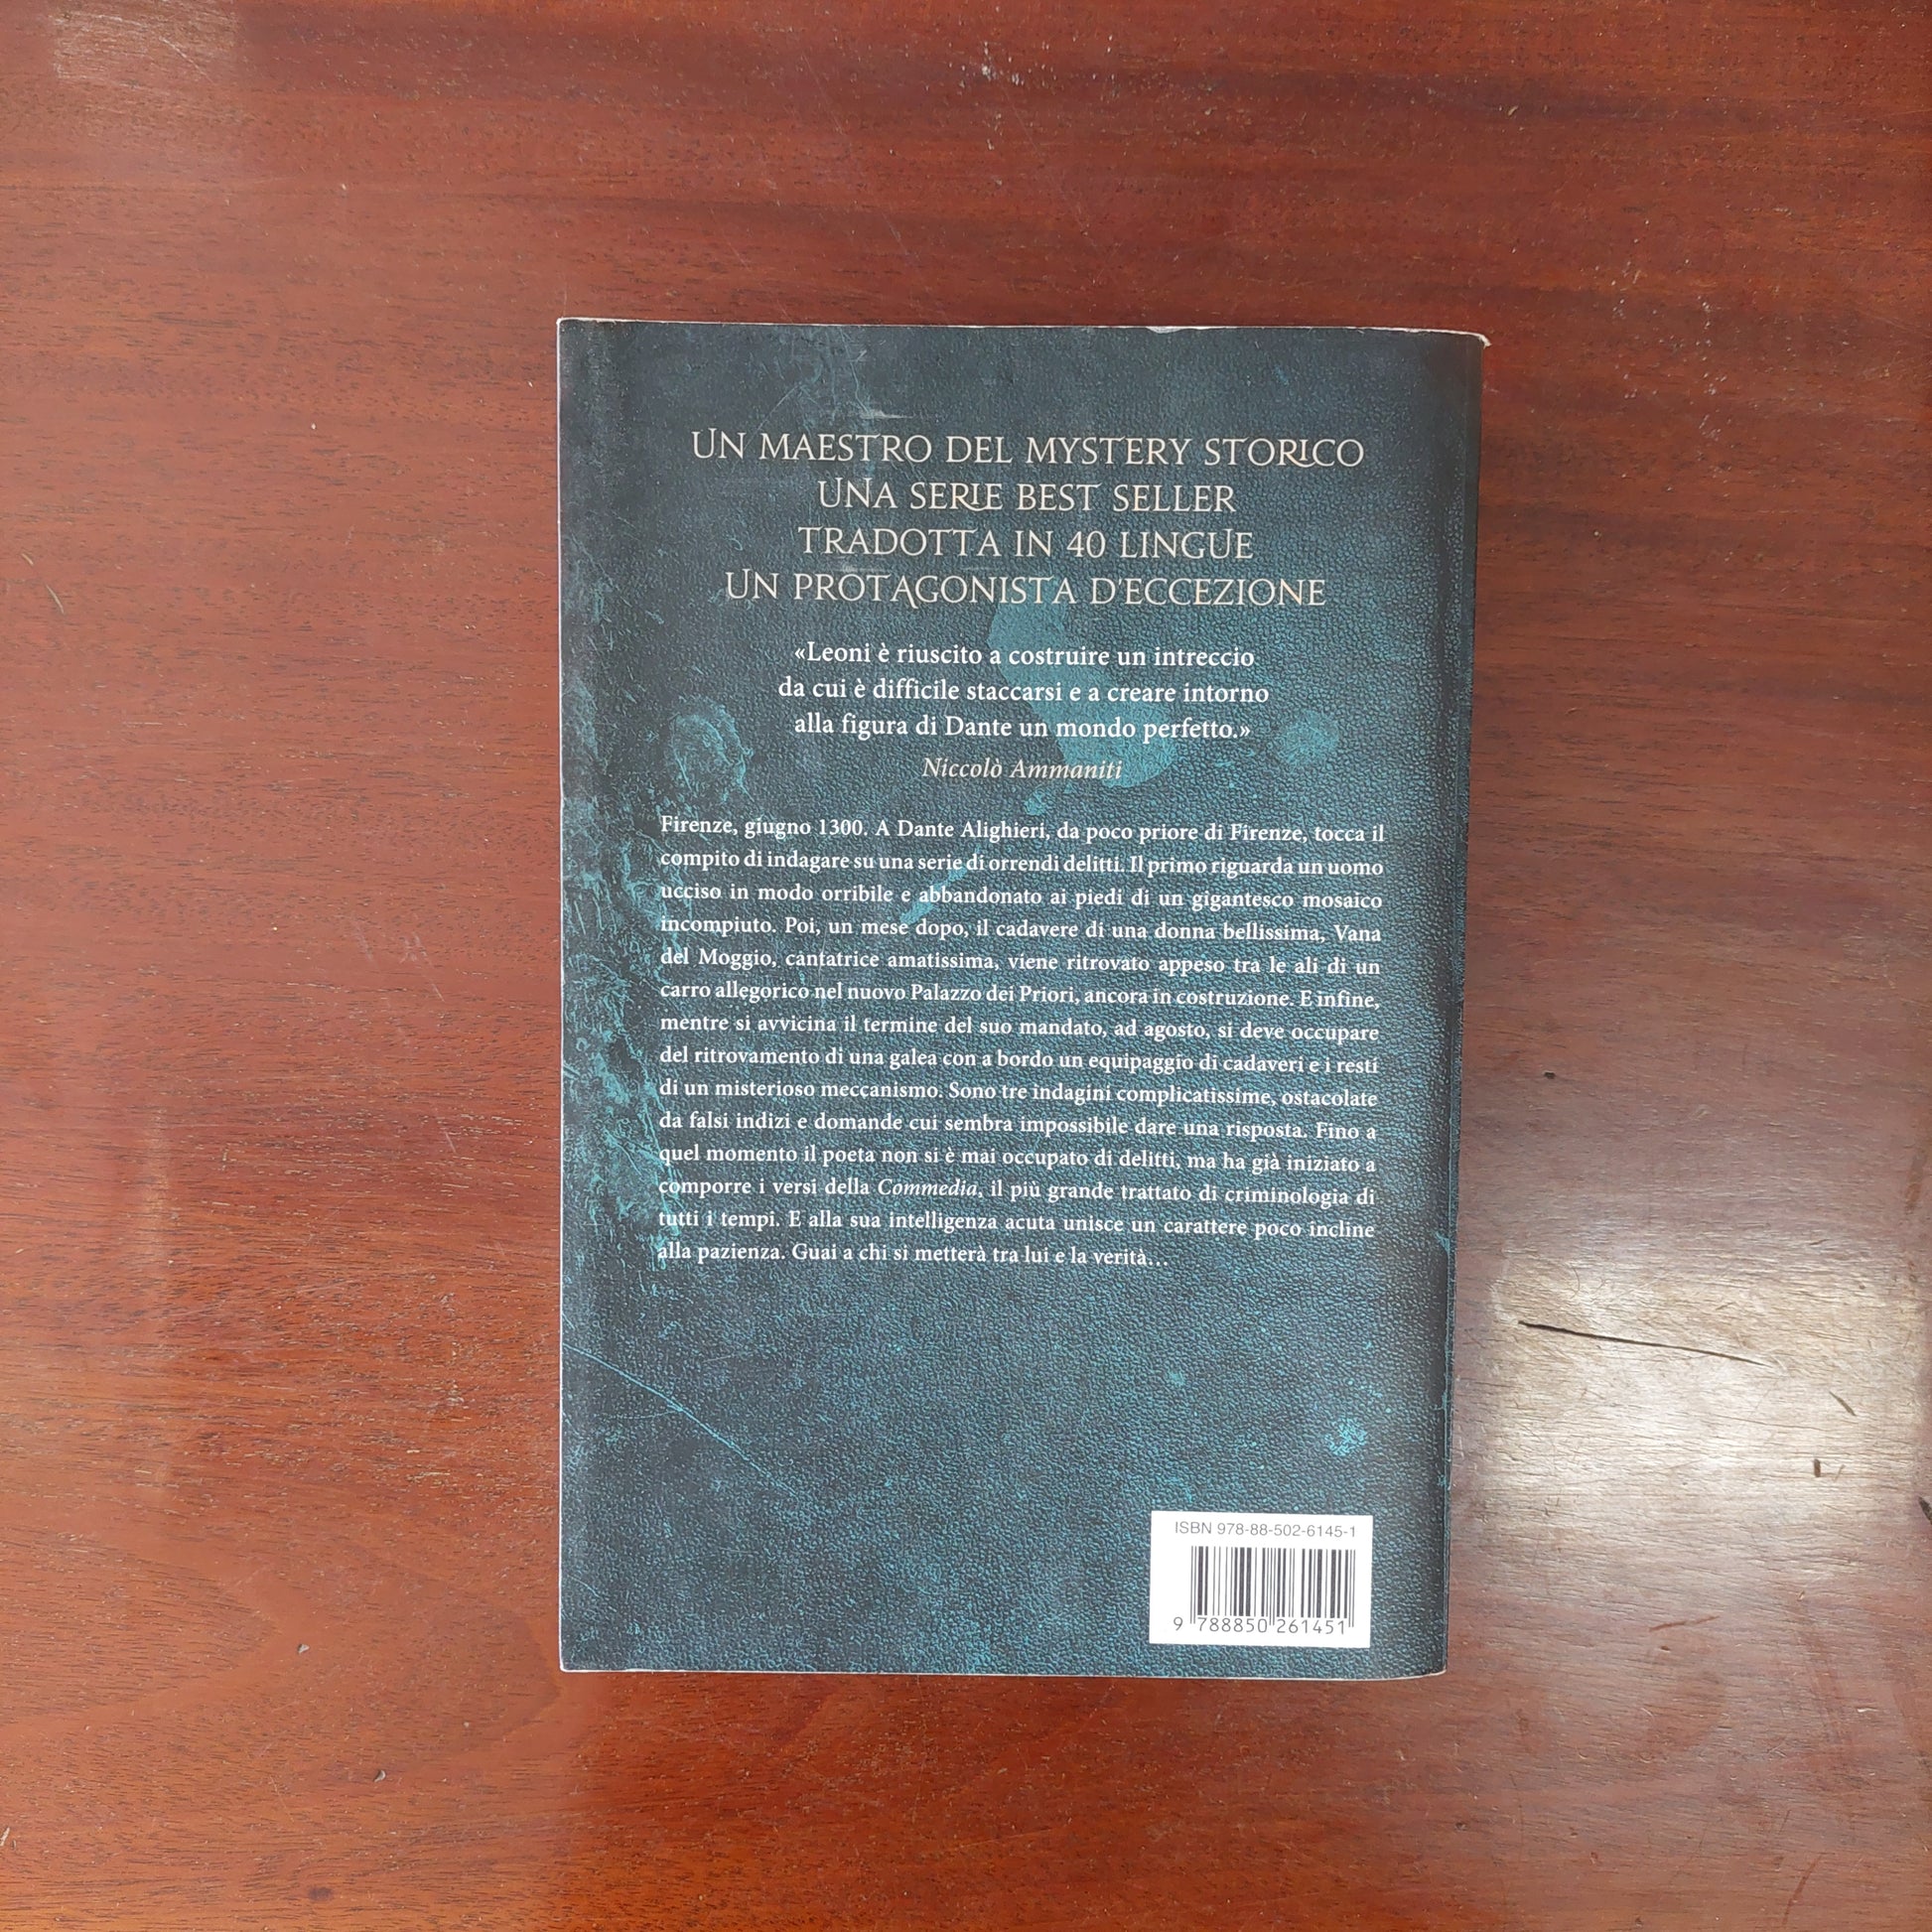 UN MAESTRO DEL MYSTERY STORICO
UNA SERIE BEST SELLER
TRADOTTA IN 40 LINGUE
UN PROTAGONISTA D'ECCEZIONE
«Leoni è riuscito a costruire un intreccio
da cui è difficile staccarsi e a creare intorno
alla figura di Dante un mondo perfetto.»
Niccolò Ammaniti
Firenze, giugno 1300. A Dante Alighieri, da poco priore di Firenze, tocca il
compito di indagare su una serie di orrendi delitti. Il primo riguarda un uomo
ucciso in modo orribile e abbandonato ai piedi di un gigantesco mosaico
incompiuto. Poi, un mese dopo, il cadavere di una donna bellissima, Vana
del Moggio, cantatrice amatissima, viene ritrovato appeso tra le ali di un
carro allegorico nel nuovo Palazzo dei Priori, ancora in costruzione. E infine,
mentre si avvicina il termine del suo mandato, ad agosto, si deve occupare
del ritrovamento di una galea con a bordo un equipaggio di cadaveri e i resti
di un misterioso meccanismo. Sono tre indagini complicatissime, ostacolate
da falsi indizi e domande cui sembra impossibile dare una risposta. Fino a
quel momento il poeta non si è mai occupato di delitti, ma ha già iniziato a
comporre i versi della Commedia, il più grande trattato di criminologia di
tutti i tempi. E alla sua intelligenza acuta unisce un carattere poco incline
alla pazienza. Guai a chi si metterà tra lui e la verità…
ISBN 978-88-502-6145-1
9 788850 261451